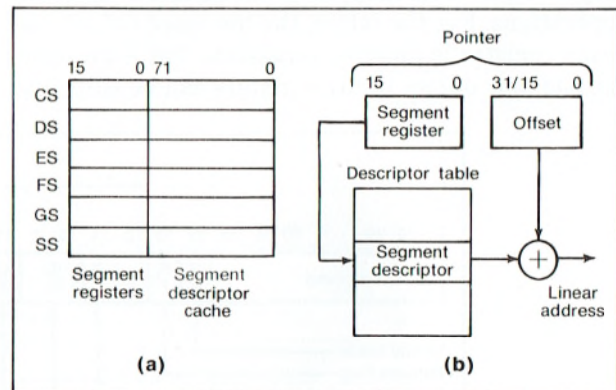 15 0 71 0
CS
DS
ES
FS
GS
SS
Segment
registers
Segment
descriptor
cache
(a)
Pointer
15 0 31/15 0
Segment
register
Offset
Descriptor table
Segment
descriptor
+
Linear
address
(b)